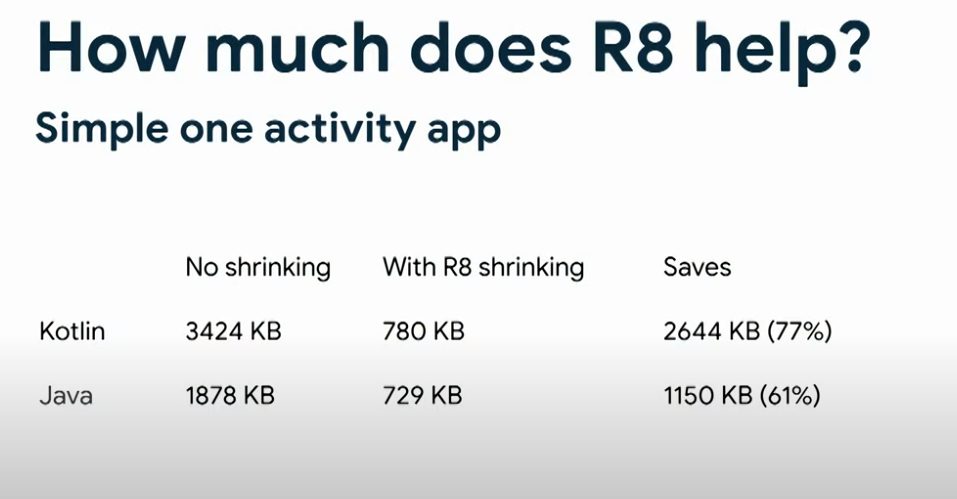 How much does R8 help?
Simple one activity app
No shrinking With R8 shrinking Saves
Kotlin 3424 KB 780 KB 2644 KB (77%)
Java 1878 KB 729 KB 1150 KB (61%)